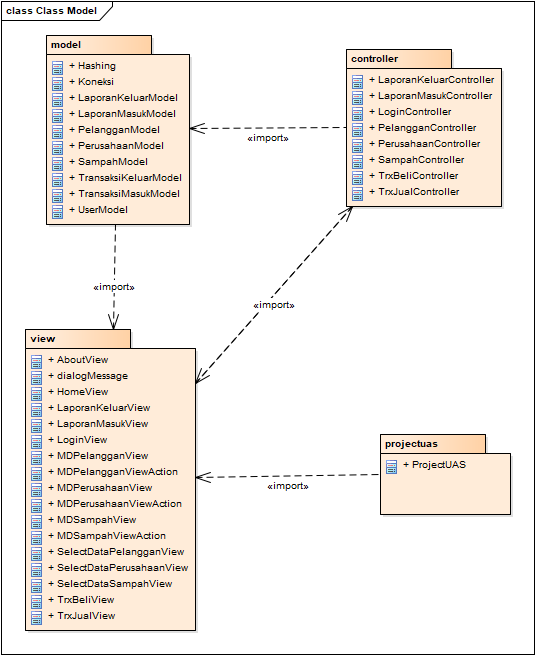 class Class Model
model
+ Hashing
+ Koneksi
+ LaporanKeluarModel
+ LaporanMasukModel
+ PelangganModel
+ PerusahaanModel
+ SampahModel
+ TransaksiKeluarModel
+ TransaksiMasukModel
+ UserModel
controller
+ LaporanKeluarController
+ LaporanMasukController
+ LoginController
+ PelangganController
+ PerusahaanController
+ SampahController
+ TrxBeliController
+ TrxJualController
«import»
«import»
«import»
view
+ AboutView
+ dialogMessage
+ HomeView
+ LaporanKeluarView
+ LaporanMasukView
+ LoginView
+ MDPelangganView
+ MDPelangganViewAction
+ MDPerusahaanView
+ MDPerusahaanViewAction
+ MDSampahView
+ MDSampahViewAction
+ SelectDataPelangganView
+ SelectDataPerusahaanView
+ SelectDataSampahView
+ TrxBeliView
+ TrxJualView
projectuas
+ ProjectUAS
«import»